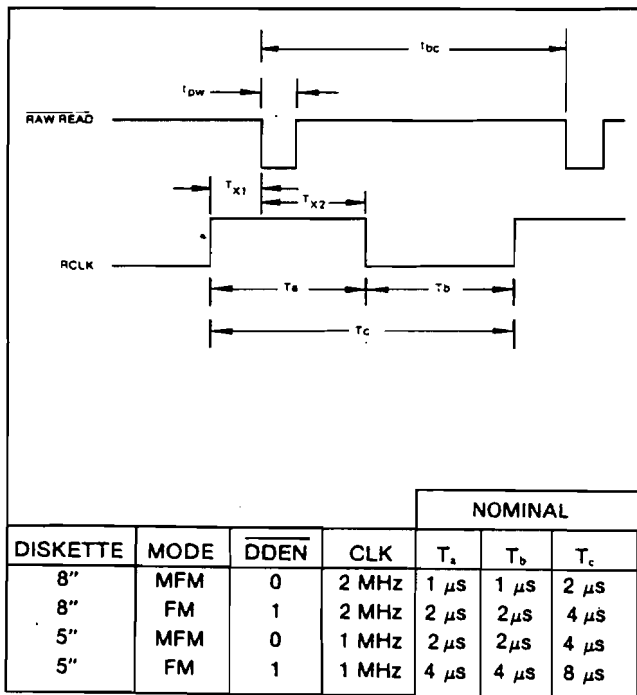 tbc
tpw
RAW READ
TX1
TX2
RCLK
Ta
Tb
Tc
NOMINAL
DISKETTE MODE DDEN CLK Ta Tb Tc
8" MFM 0 2 MHz 1 μs 1 μs 2 μs
8" FM 1 2 MHz 2 μs 2μs 4 μs
5" MFM 0 1 MHz 2μs 2μs 4 μs
5" FM 1 1 MHz 4 μs 4 μs 8 μs